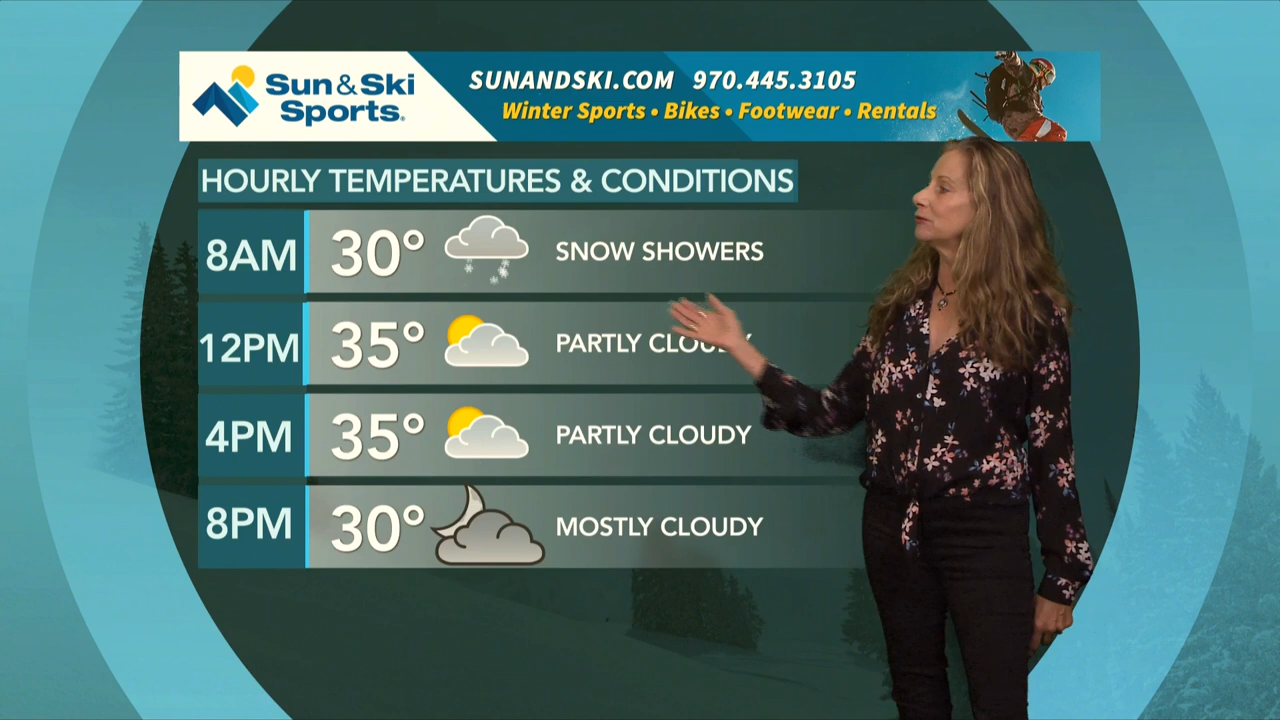 Sun&Ski
Sports®
SUNANDSKI.COM 970.445.3105
Winter Sports • Bikes • Footwear • Rentals
HOURLY TEMPERATURES & CONDITIONS
8AM 30° SNOW SHOWERS
12PM 35° PARTLY CLOUDY
4PM 35° PARTLY CLOUDY
8PM 30° MOSTLY CLOUDY